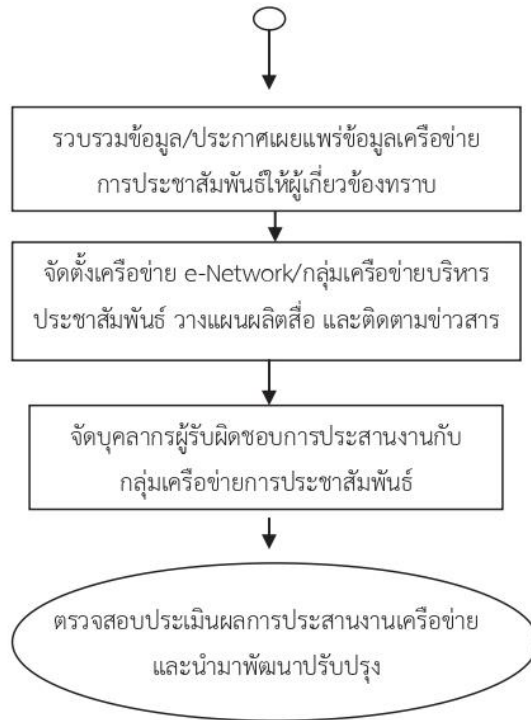 รวบรวมข้อมูล/ประกาศเผยแพร่ข้อมูลเครือข่าย
การประชาสัมพันธ์ให้ผู้เกี่ยวข้องทราบ
จัดตั้งเครือข่าย e-Network/กลุ่มเครือข่ายบริหาร
ประชาสัมพันธ์ วางแผนผลิตสื่อ และติดตามข่าวสาร
จัดบุคลากรผู้รับผิดชอบการประสานงานกับ
กลุ่มเครือข่ายการประชาสัมพันธ์
ตรวจสอบประเมินผลการประสานงานเครือข่าย
และนำมาพัฒนาปรับปรุง